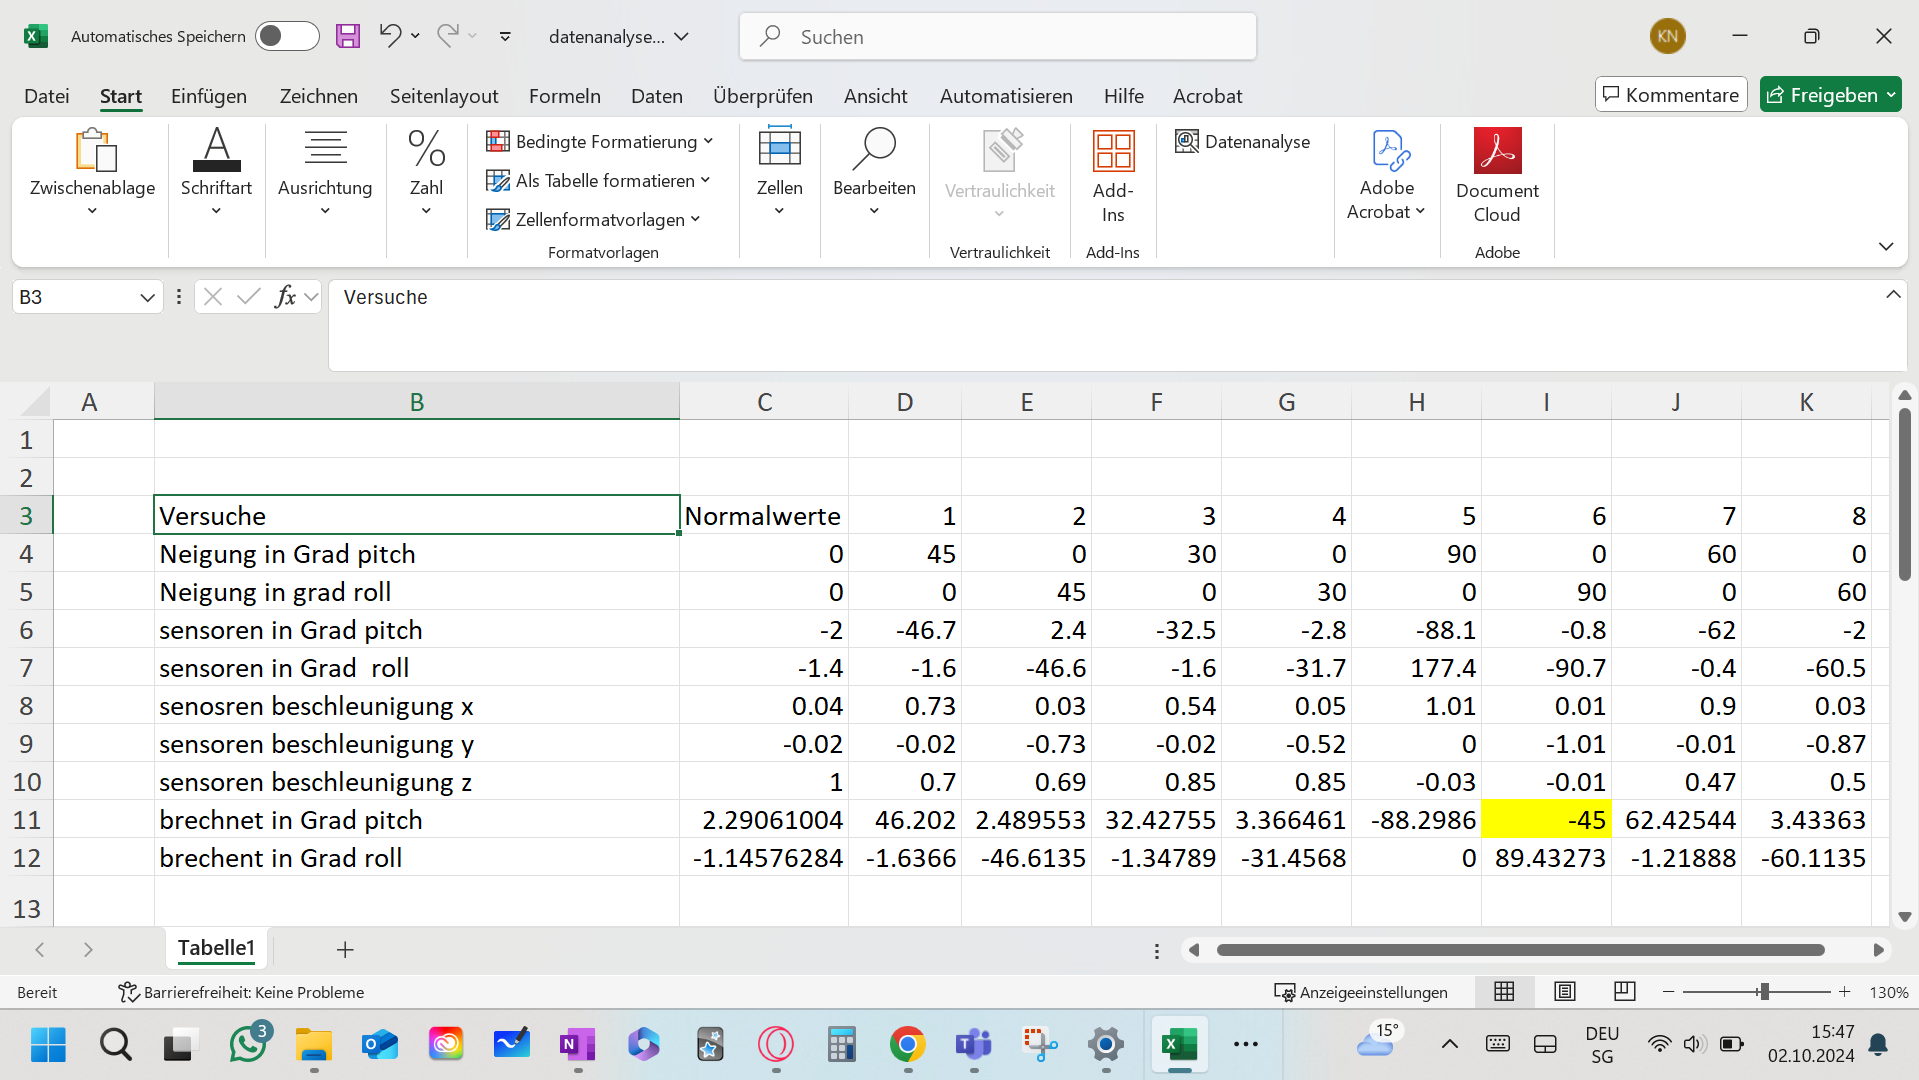 Automatisches Speichern
datenanalyse...
Suchen
KN
Datei Start Einfügen Zeichnen Seitenlayout Formeln Daten Überprüfen Ansicht Automatisieren Hilfe Acrobat
Kommentare
Freigeben
Zwischenablage
Schriftart
Ausrichtung
%
Zahl
Bedingte Formatierung
Als Tabelle formatieren
Zellenformatvorlagen
Formatvorlagen
Zellen
Bearbeiten
Vertraulichkeit
Vertraulichkeit
Add-
Ins
Add-Ins
Datenanalyse
Adobe
Acrobat
Document
Cloud
Adobe
B3
fx
Versuche
A B C D E F G H I J K
1
2
3 Versuche Normalwerte 1 2 3 4 5 6 7 8
4 Neigung in Grad pitch 0 45 0 30 0 90 0 60 0
5 Neigung in grad roll 0 0 45 0 30 0 90 0 60
6 sensoren in Grad pitch -2 -46.7 2.4 -32.5 -2.8 -88.1 -0.8 -62 -2
7 sensoren in Grad  roll -1.4 -1.6 -46.6 -1.6 -31.7 177.4 -90.7 -0.4 -60.5
8 senosren beschleunigung x 0.04 0.73 0.03 0.54 0.05 1.01 0.01 0.9 0.03
9 sensoren beschleunigung y -0.02 -0.02 -0.73 -0.02 -0.52 0 -1.01 -0.01 -0.87
10 sensoren beschleunigung z 1 0.7 0.69 0.85 0.85 -0.03 -0.01 0.47 0.5
11 brechnet in Grad pitch 2.29061004 46.202 2.489553 32.42755 3.366461 -88.2986 -45 62.42544 3.43363
12 brechent in Grad roll -1.14576284 -1.6366 -46.6135 -1.34789 -31.4568 0 89.43273 -1.21888 -60.1135
13
Tabelle1
Bereit
Barrierefreiheit: Keine Probleme
Anzeigeeinstellungen
130%
3
15°
DEU
SG
15:47
02.10.2024